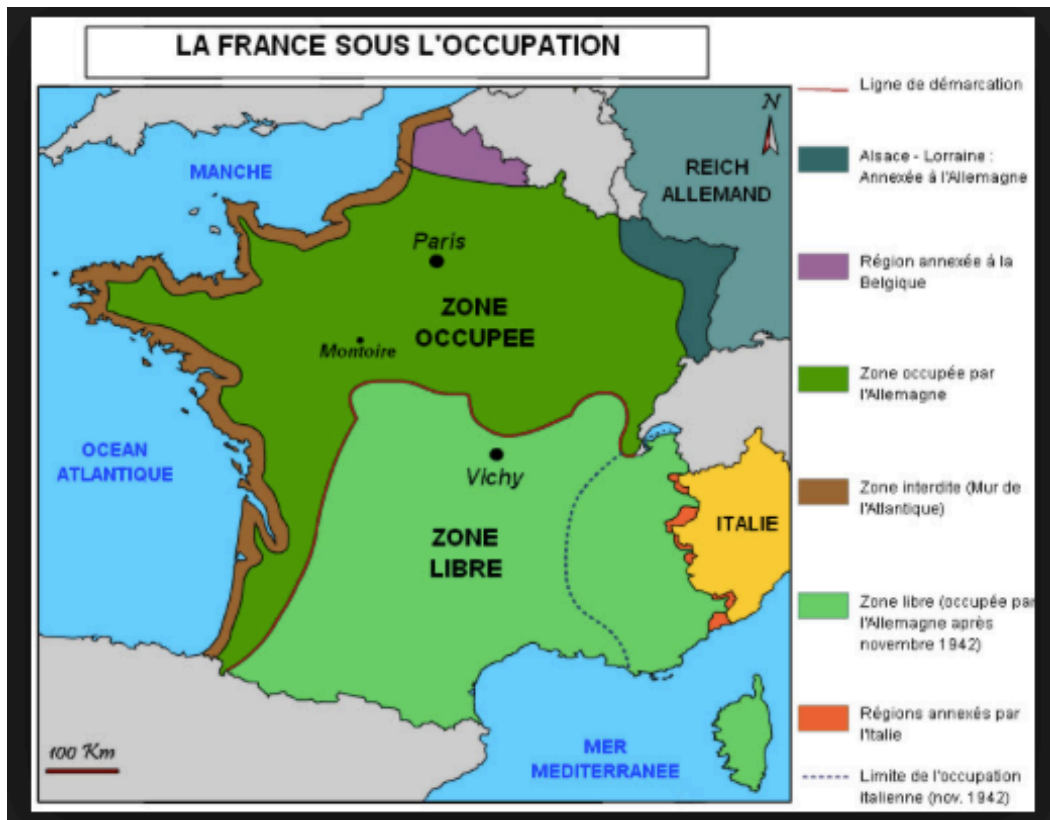 LA FRANCE SOUS L'OCCUPATION
MANCHE
N
REICH
ALLEMAND
Paris
ZONE
OCCUPEE
Montoire
OCEAN
ATLANTIQUE
Vichy
ZONE
LIBRE
ITALIE
100 Km
MER
MEDITERRANEE
Ligne de démarcation
Alsace - Lorraine :
Annexée à l'Allemagne
Région annexée à la
Belgique
Zone occupée par
l'Allemagne
Zone interdite (Mur de
l'Atlantique)
Zone libre (occupée par
l'Allemagne après
novembre 1942)
Régions annexés par
l'Italie
Limite de l'occupation
Italienne (nov. 1942)